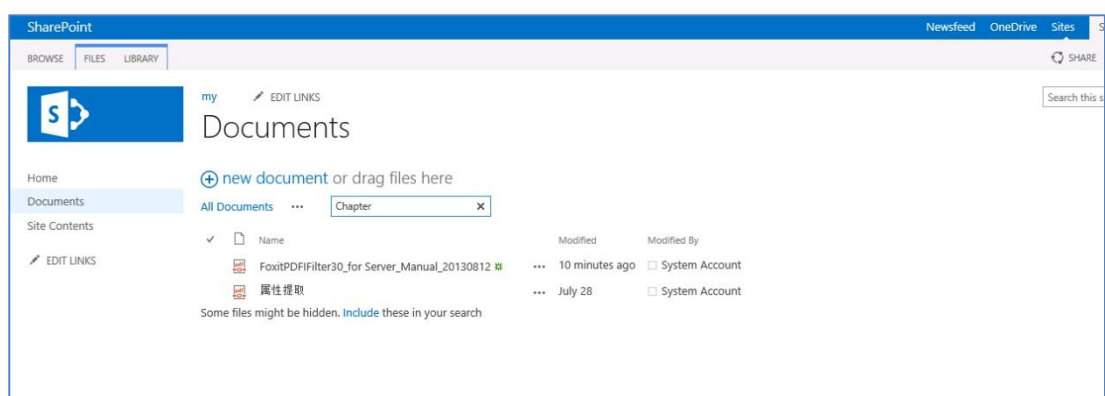 SharePoint Newsfeed OneDrive Sites S
BROWSE FILES LIBRARY SHARE
my EDIT LINKS Search this s
Documents
new document or drag files here
Home
Documents
All Documents ... Chapter
Site Contents
Name Modified Modified By
EDIT LINKS
FoxitPDFIFilter30_for Server_Manual_20130812 ... 10 minutes ago System Account
属性提取 ... July 28 System Account
Some files might be hidden. Include these in your search